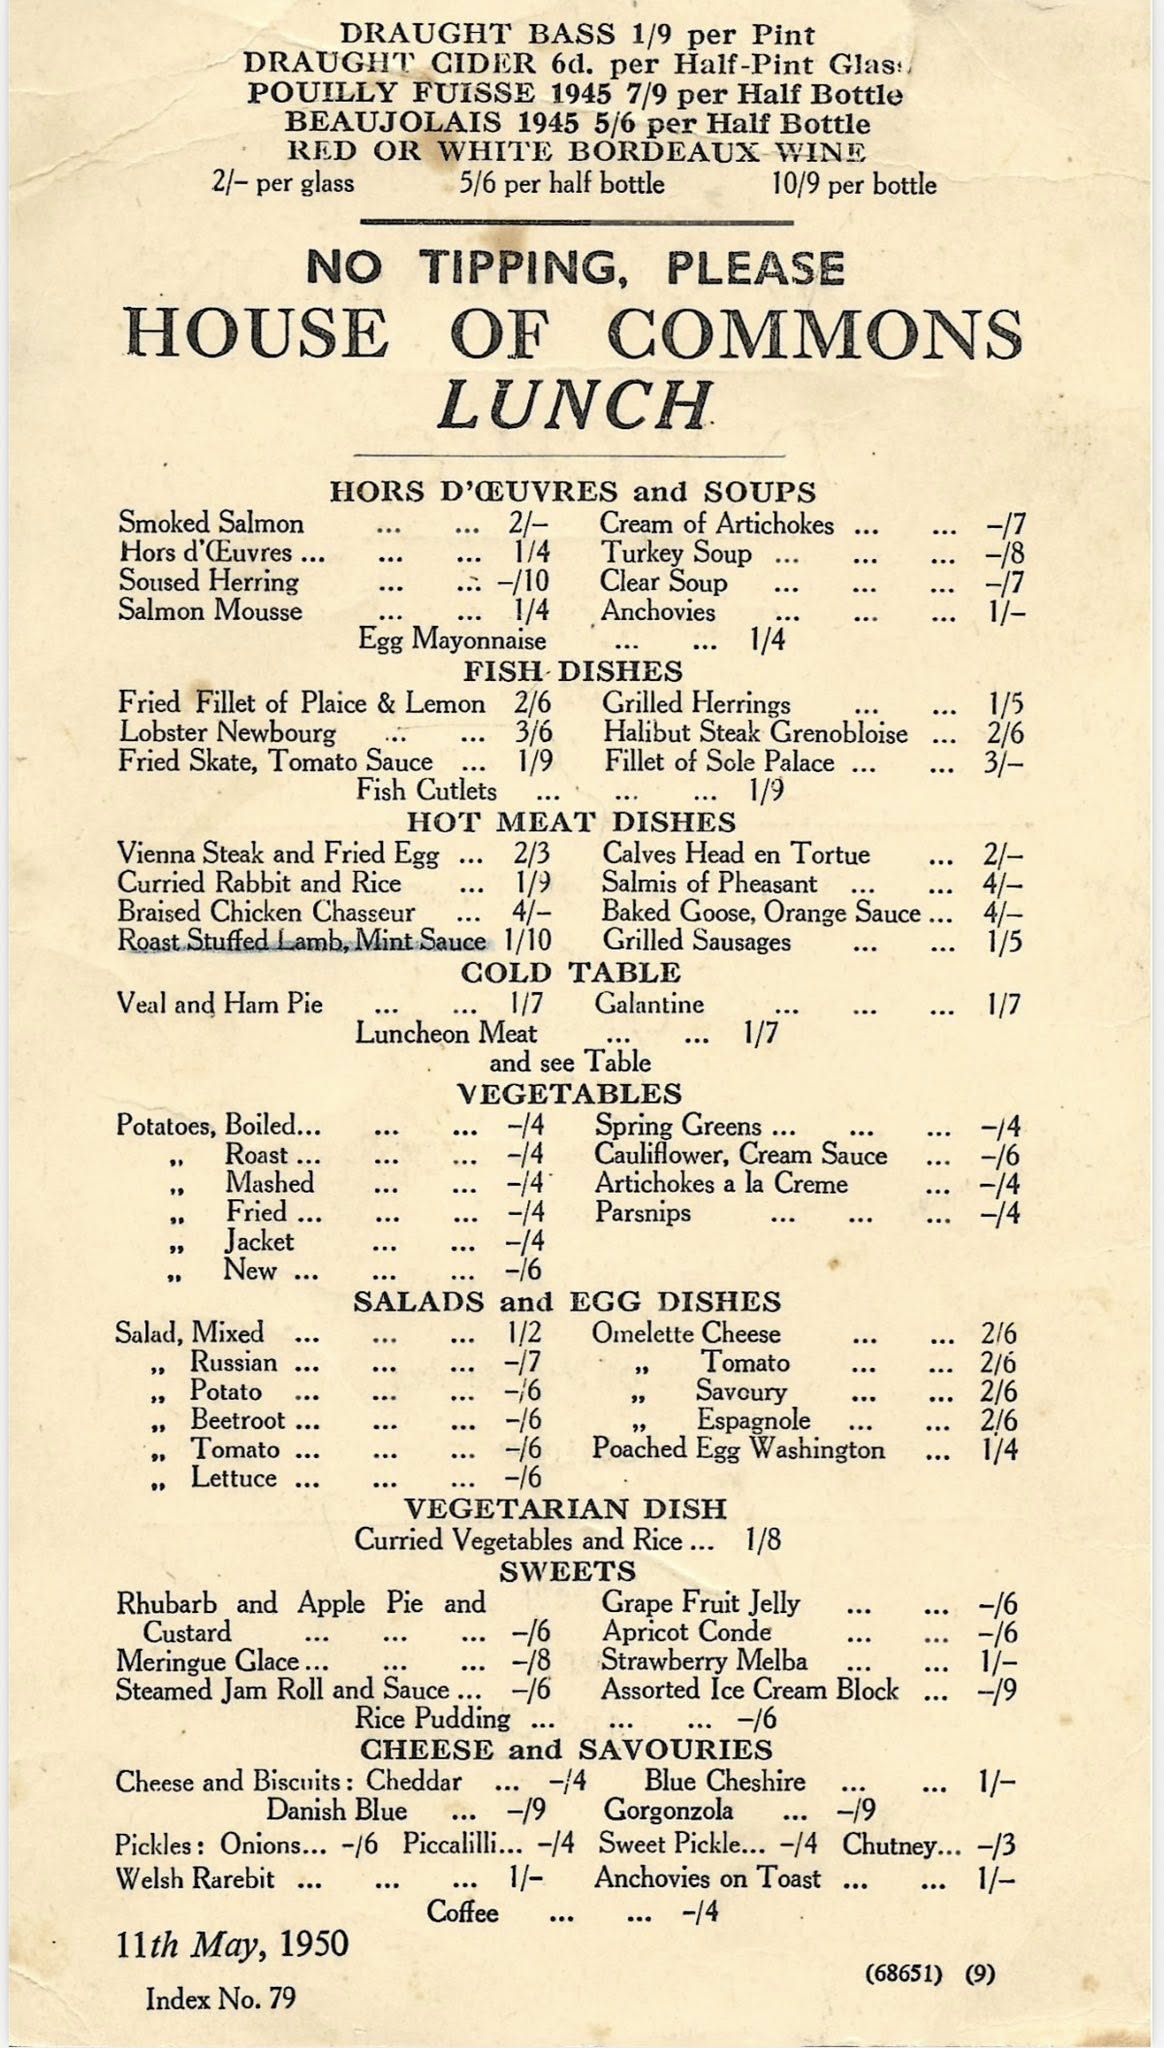 DRAUGHT BASS 1/9 per Pint
DRAUGHT CIDER 6d. per Half-Pint Glass
POUILLY FUISSE 1945 7/9 per Half Bottle
BEAUJOLAIS 1945 5/6 per Half Bottle
RED OR WHITE BORDEAUX WINE
2/– per glass 5/6 per half bottle 10/9 per bottle
NO TIPPING, PLEASE
HOUSE OF COMMONS
LUNCH
HORS D'ŒUVRES and SOUPS
Smoked Salmon ... ... 2/– Cream of Artichokes ... ... –/7
Hors d'Œuvres ... ... ... 1/4 Turkey Soup ... ... ... –/8
Soused Herring ... ... –/10 Clear Soup ... ... ... –/7
Salmon Mousse ... ... 1/4 Anchovies ... ... ... 1/–
Egg Mayonnaise ... ... 1/4
FISH DISHES
Fried Fillet of Plaice & Lemon 2/6 Grilled Herrings ... ... 1/5
Lobster Newbourg ... ... 3/6 Halibut Steak Grenobloise ... 2/6
Fried Skate, Tomato Sauce ... 1/9 Fillet of Sole Palace ... ... 3/–
Fish Cutlets ... ... ... 1/9
HOT MEAT DISHES
Vienna Steak and Fried Egg ... 2/3 Calves Head en Tortue ... 2/–
Curried Rabbit and Rice ... 1/9 Salmis of Pheasant ... ... 4/–
Braised Chicken Chasseur ... 4/– Baked Goose, Orange Sauce ... 4/–
Roast Stuffed Lamb, Mint Sauce 1/10 Grilled Sausages ... ... 1/5
COLD TABLE
Veal and Ham Pie ... ... 1/7 Galantine ... ... ... 1/7
Luncheon Meat ... ... 1/7
and see Table
VEGETABLES
Potatoes, Boiled... ... ... –/4 Spring Greens ... ... ... –/4
„ Roast ... ... ... –/4 Cauliflower, Cream Sauce ... –/6
„ Mashed ... ... –/4 Artichokes a la Creme ... –/4
„ Fried ... ... ... –/4 Parsnips ... ... ... –/4
„ Jacket ... ... –/4
„ New ... ... ... –/6
SALADS and EGG DISHES
Salad, Mixed ... ... ... 1/2 Omelette Cheese ... ... 2/6
„ Russian ... ... ... –/7 „ Tomato ... ... 2/6
„ Potato ... ... ... –/6 „ Savoury ... ... 2/6
„ Beetroot ... ... ... –/6 „ Espagnole ... ... 2/6
„ Tomato ... ... ... –/6 Poached Egg Washington ... 1/4
„ Lettuce ... ... ... –/6
VEGETARIAN DISH
Curried Vegetables and Rice ... 1/8
SWEETS
Rhubarb and Apple Pie and Grape Fruit Jelly ... ... –/6
Custard ... ... ... –/6 Apricot Conde ... ... –/6
Meringue Glace ... ... ... –/8 Strawberry Melba ... ... 1/–
Steamed Jam Roll and Sauce ... –/6 Assorted Ice Cream Block ... –/9
Rice Pudding ... ... ... –/6
CHEESE and SAVOURIES
Cheese and Biscuits: Cheddar ... –/4 Blue Cheshire ... ... 1/–
Danish Blue ... –/9 Gorgonzola ... –/9
Pickles: Onions... –/6 Piccalilli... –/4 Sweet Pickle... –/4 Chutney... –/3
Welsh Rarebit ... ... ... 1/– Anchovies on Toast ... ... 1/–
Coffee ... ... –/4
11th May, 1950
(68651) (9)
Index No. 79